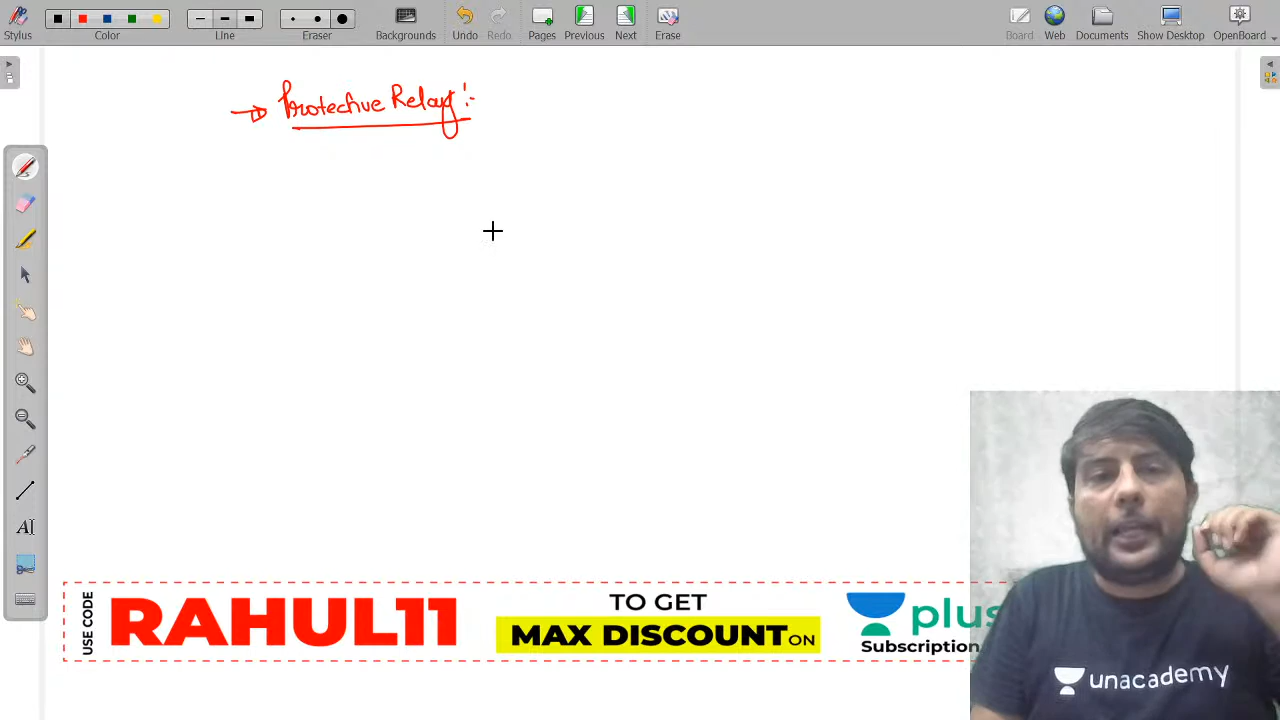 Stylus
Color
Line
Eraser
Backgrounds
Undo
Redo
Pages
Previous
Next
Erase
Board
Web
Documents
Show Desktop
OpenBoard
→ Protective Relay :-
AI
USE CODE
RAHUL11
TO GET
MAX DISCOUNT ON
plus
Subscription
unacademy